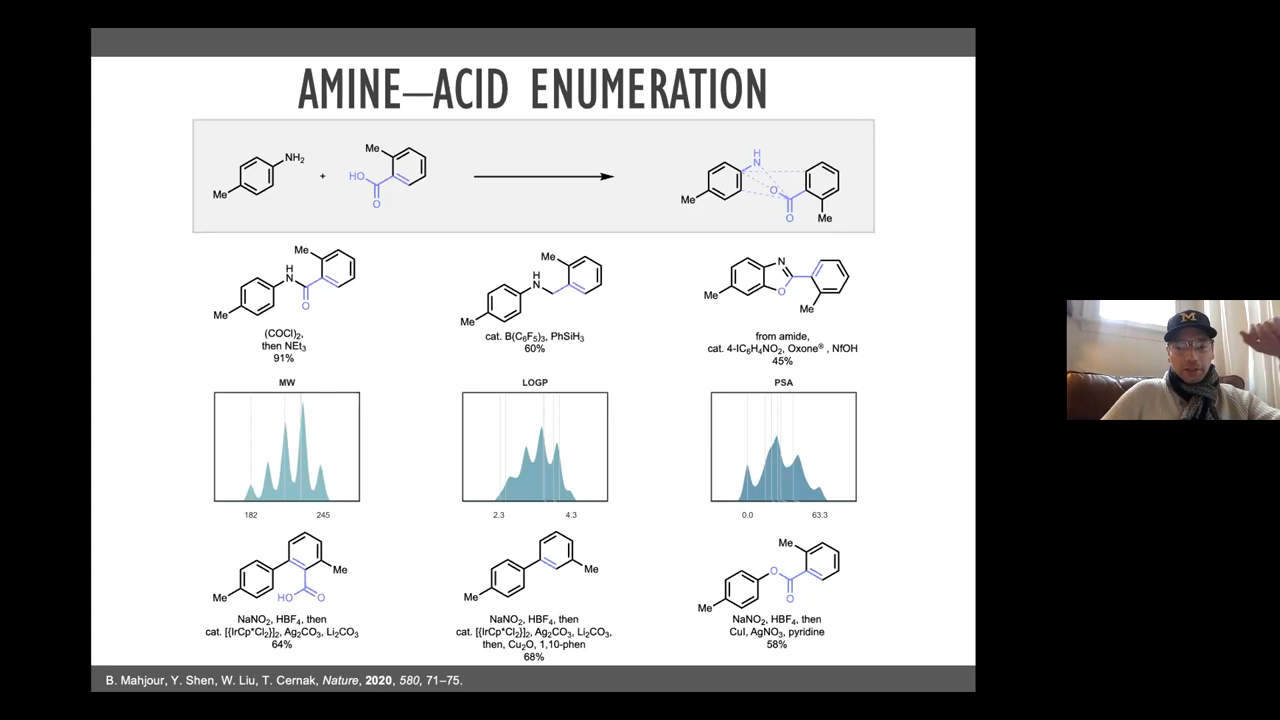 AMINE—ACID ENUMERATION
NH₂
Me
+
Me
HO
O
H
N
O
O
Me
Me
Me
H
N
O
Me
Me
H
N
Me
N
O
Me
Me
(COCl)₂,
then NEt₃
91%
cat. B(C₆F₅)₃, PhSiH₃
60%
from amide,
cat. 4-IC₆H₄NO₂, Oxone® , NfOH
45%
MW
LOGP
PSA
182 245
2.3 4.3
0.0 63.3
Me
HO
O
Me
Me
Me
Me
O
O
Me
NaNO₂, HBF₄, then
cat. [{IrCp*Cl₂}]₂, Ag₂CO₃, Li₂CO₃
64%
NaNO₂, HBF₄, then
cat. [{IrCp*Cl₂}]₂, Ag₂CO₃, Li₂CO₃,
then, Cu₂O, 1,10-phen
68%
NaNO₂, HBF₄, then
CuI, AgNO₃, pyridine
58%
B. Mahjour, Y. Shen, W. Liu, T. Cernak, Nature, 2020, 580, 71–75.
M